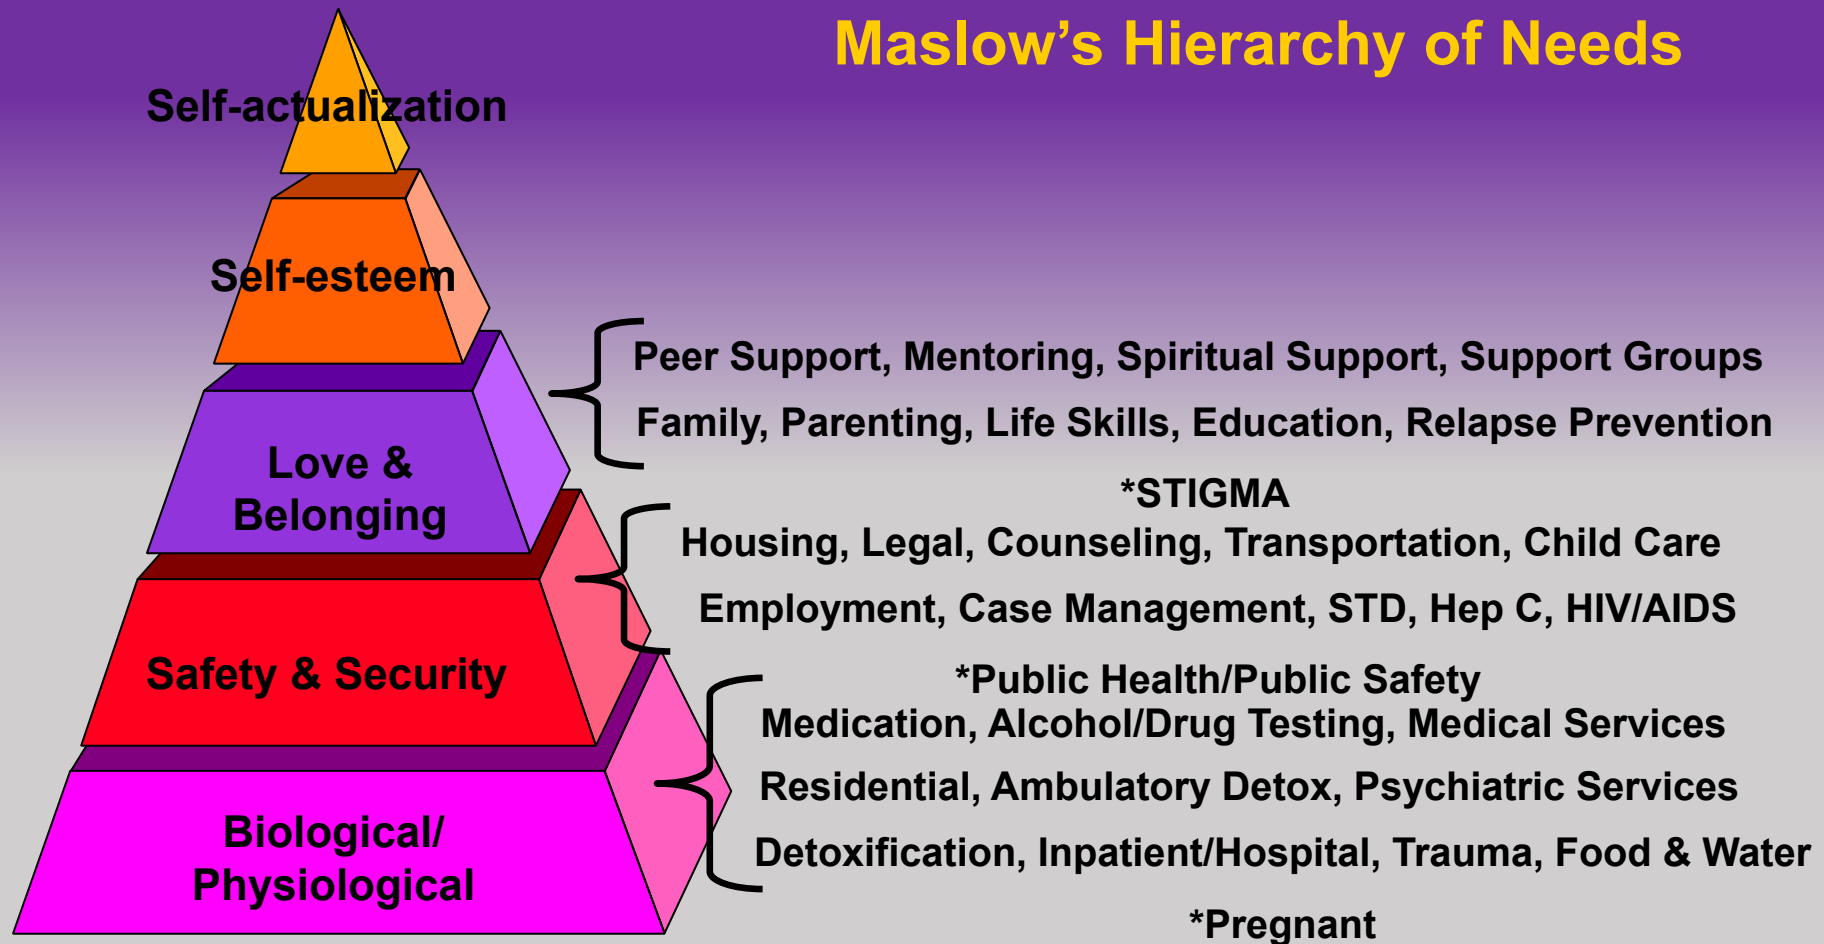 Maslow’s Hierarchy of Needs
Self-actualization
Self-esteem
Peer Support, Mentoring, Spiritual Support, Support Groups
Family, Parenting, Life Skills, Education, Relapse Prevention
Love &
Belonging
*STIGMA
Housing, Legal, Counseling, Transportation, Child Care
Employment, Case Management, STD, Hep C, HIV/AIDS
Safety & Security
*Public Health/Public Safety
Medication, Alcohol/Drug Testing, Medical Services
Residential, Ambulatory Detox, Psychiatric Services
Detoxification, Inpatient/Hospital, Trauma, Food & Water
Biological/
Physiological
*Pregnant